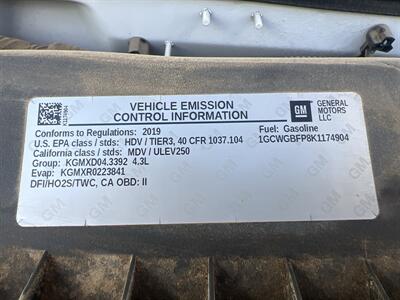 VEHICLE EMISSION
CONTROL INFORMATION
GM GENERAL MOTORS LLC
Conforms to Regulations: 2019
Fuel: Gasoline
U.S. EPA class / stds: HDV / TIER3, 40 CFR 1037.104
1GCWGBFP8K1174904
California class / stds: MDV / ULEV250
Group: KGMXD04.3392 4.3L
Evap: KGMXR0223841
DFI/HO2S/TWC, CA OBD: II